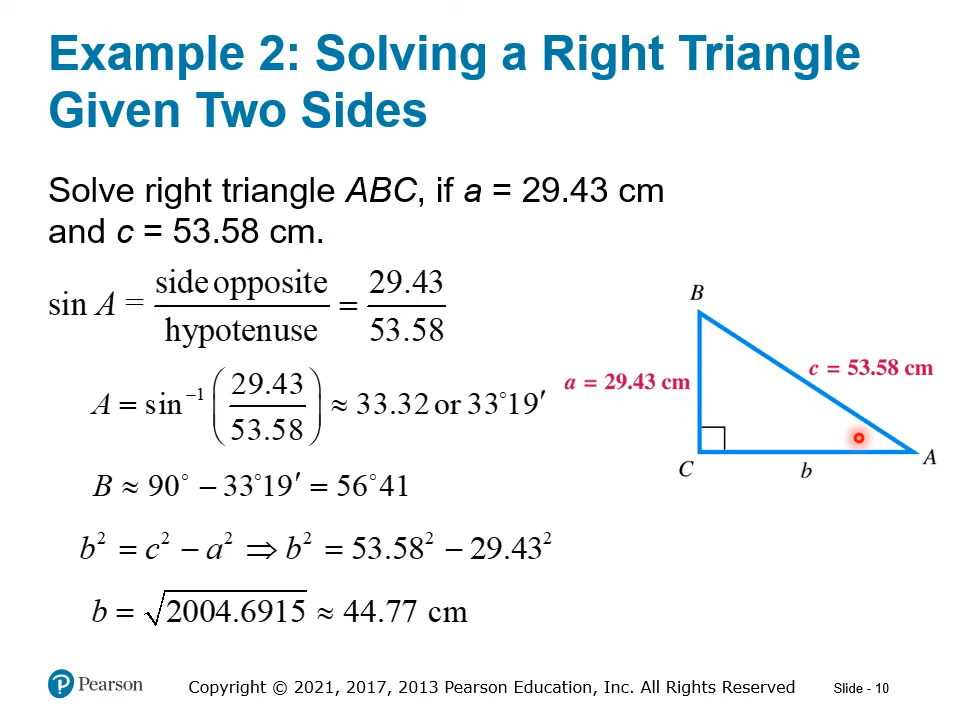 Example 2: Solving a Right Triangle
Given Two Sides
Solve right triangle ABC, if a = 29.43 cm
and c = 53.58 cm.
sin A = side opposite / hypotenuse = 29.43 / 53.58
A = sin⁻¹ (29.43 / 53.58) ≈ 33.32 or 33°19′
B ≈ 90° − 33°19′ = 56°41
b² = c² − a² ⇒ b² = 53.58² − 29.43²
b = √2004.6915 ≈ 44.77 cm
B
a = 29.43 cm
c = 53.58 cm
C
b
A
P Pearson
Copyright © 2021, 2017, 2013 Pearson Education, Inc. All Rights Reserved
Slide - 10